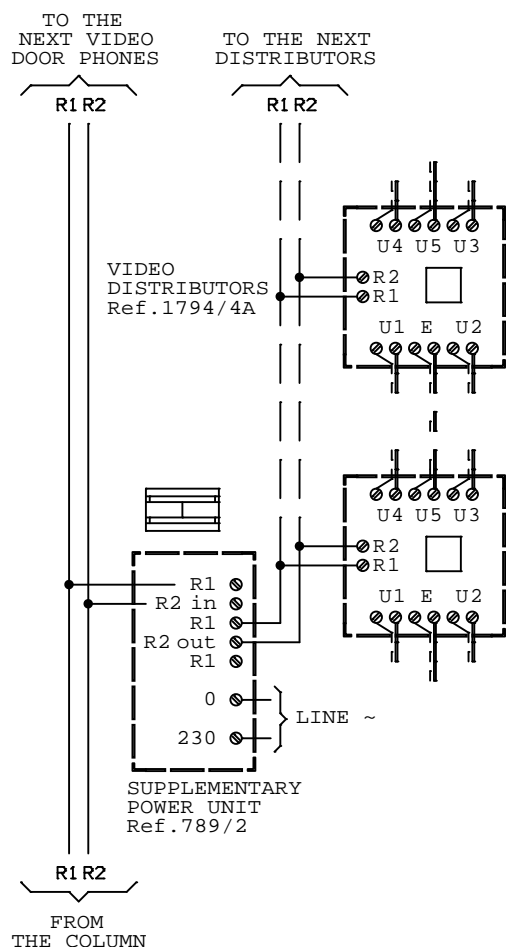 TO THE
NEXT VIDEO
DOOR PHONES
R1 R2
TO THE NEXT
DISTRIBUTORS
R1 R2
VIDEO
DISTRIBUTORS
Ref.1794/4A
U4 U5 U3
R2
R1
U1 E U2
U4 U5 U3
R2
R1
U1 E U2
R1
R2 in
R1
R2 out
R1
0
230
LINE ~
SUPPLEMENTARY
POWER UNIT
Ref.789/2
R1 R2
FROM
THE COLUMN